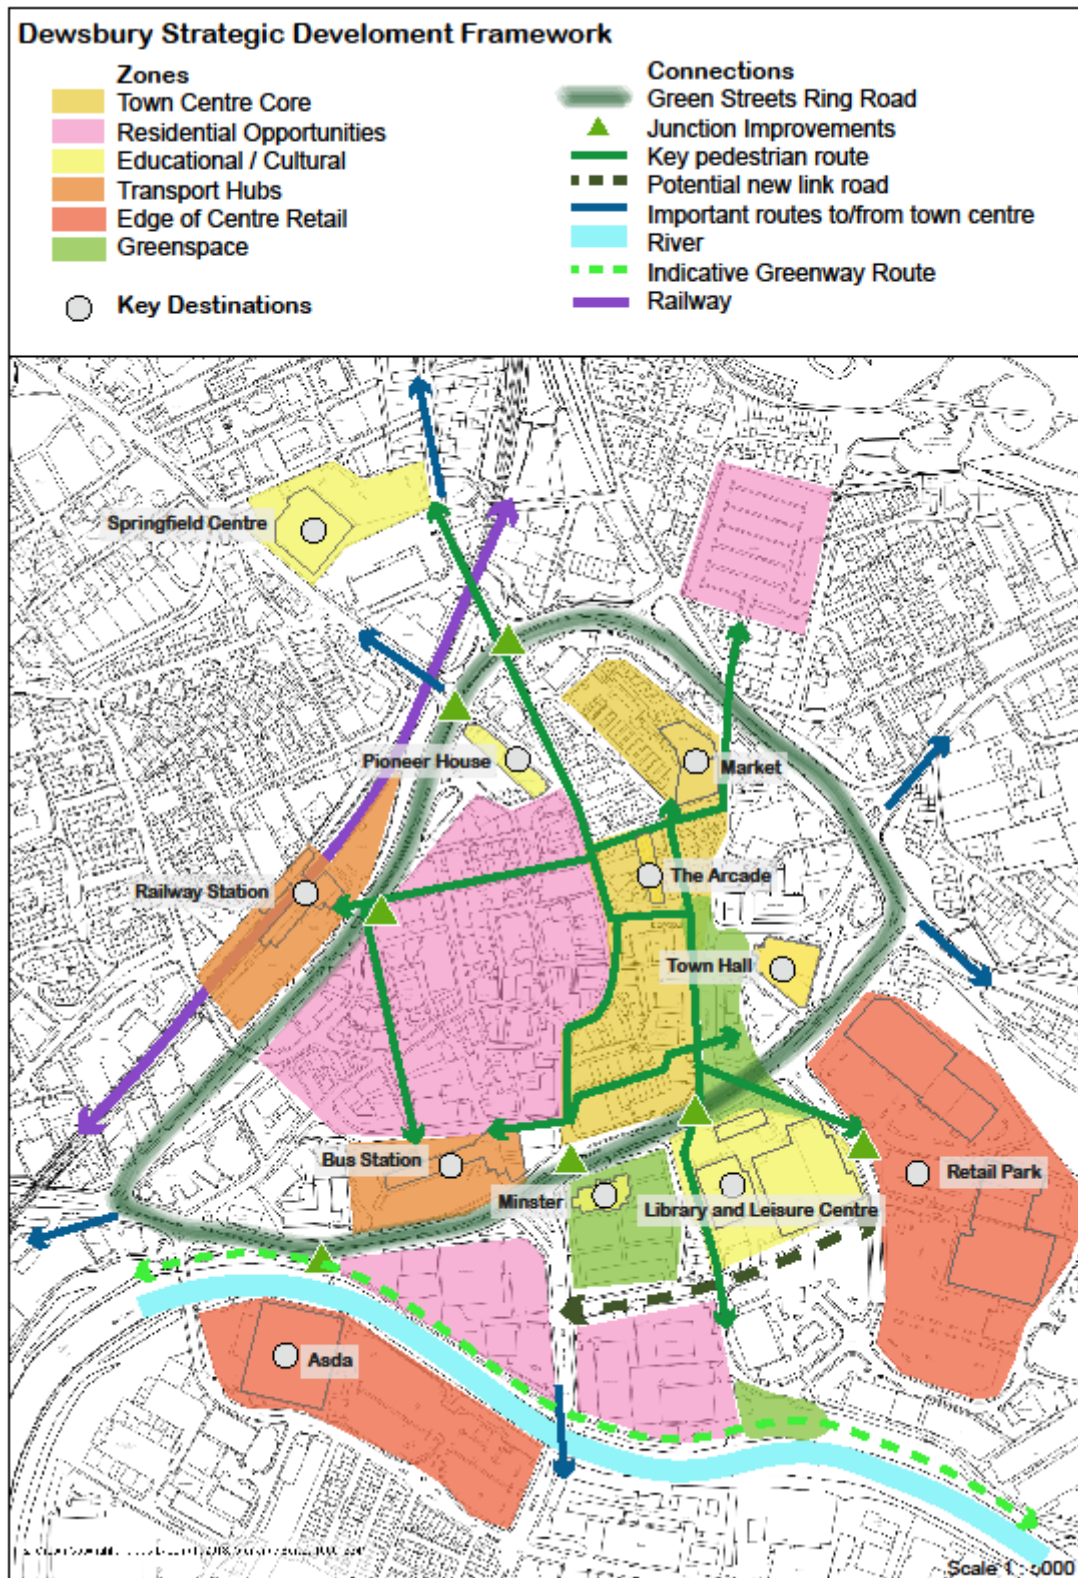 Dewsbury Strategic Develoment Framework
Zones
Town Centre Core
Residential Opportunities
Educational / Cultural
Transport Hubs
Edge of Centre Retail
Greenspace
Key Destinations
Connections
Green Streets Ring Road
Junction Improvements
Key pedestrian route
Potential new link road
Important routes to/from town centre
River
Indicative Greenway Route
Railway
Springfield Centre
Pioneer House
Market
Railway Station
The Arcade
Town Hall
Bus Station
Minster
Library and Leisure Centre
Retail Park
Asda
Scale 1 :